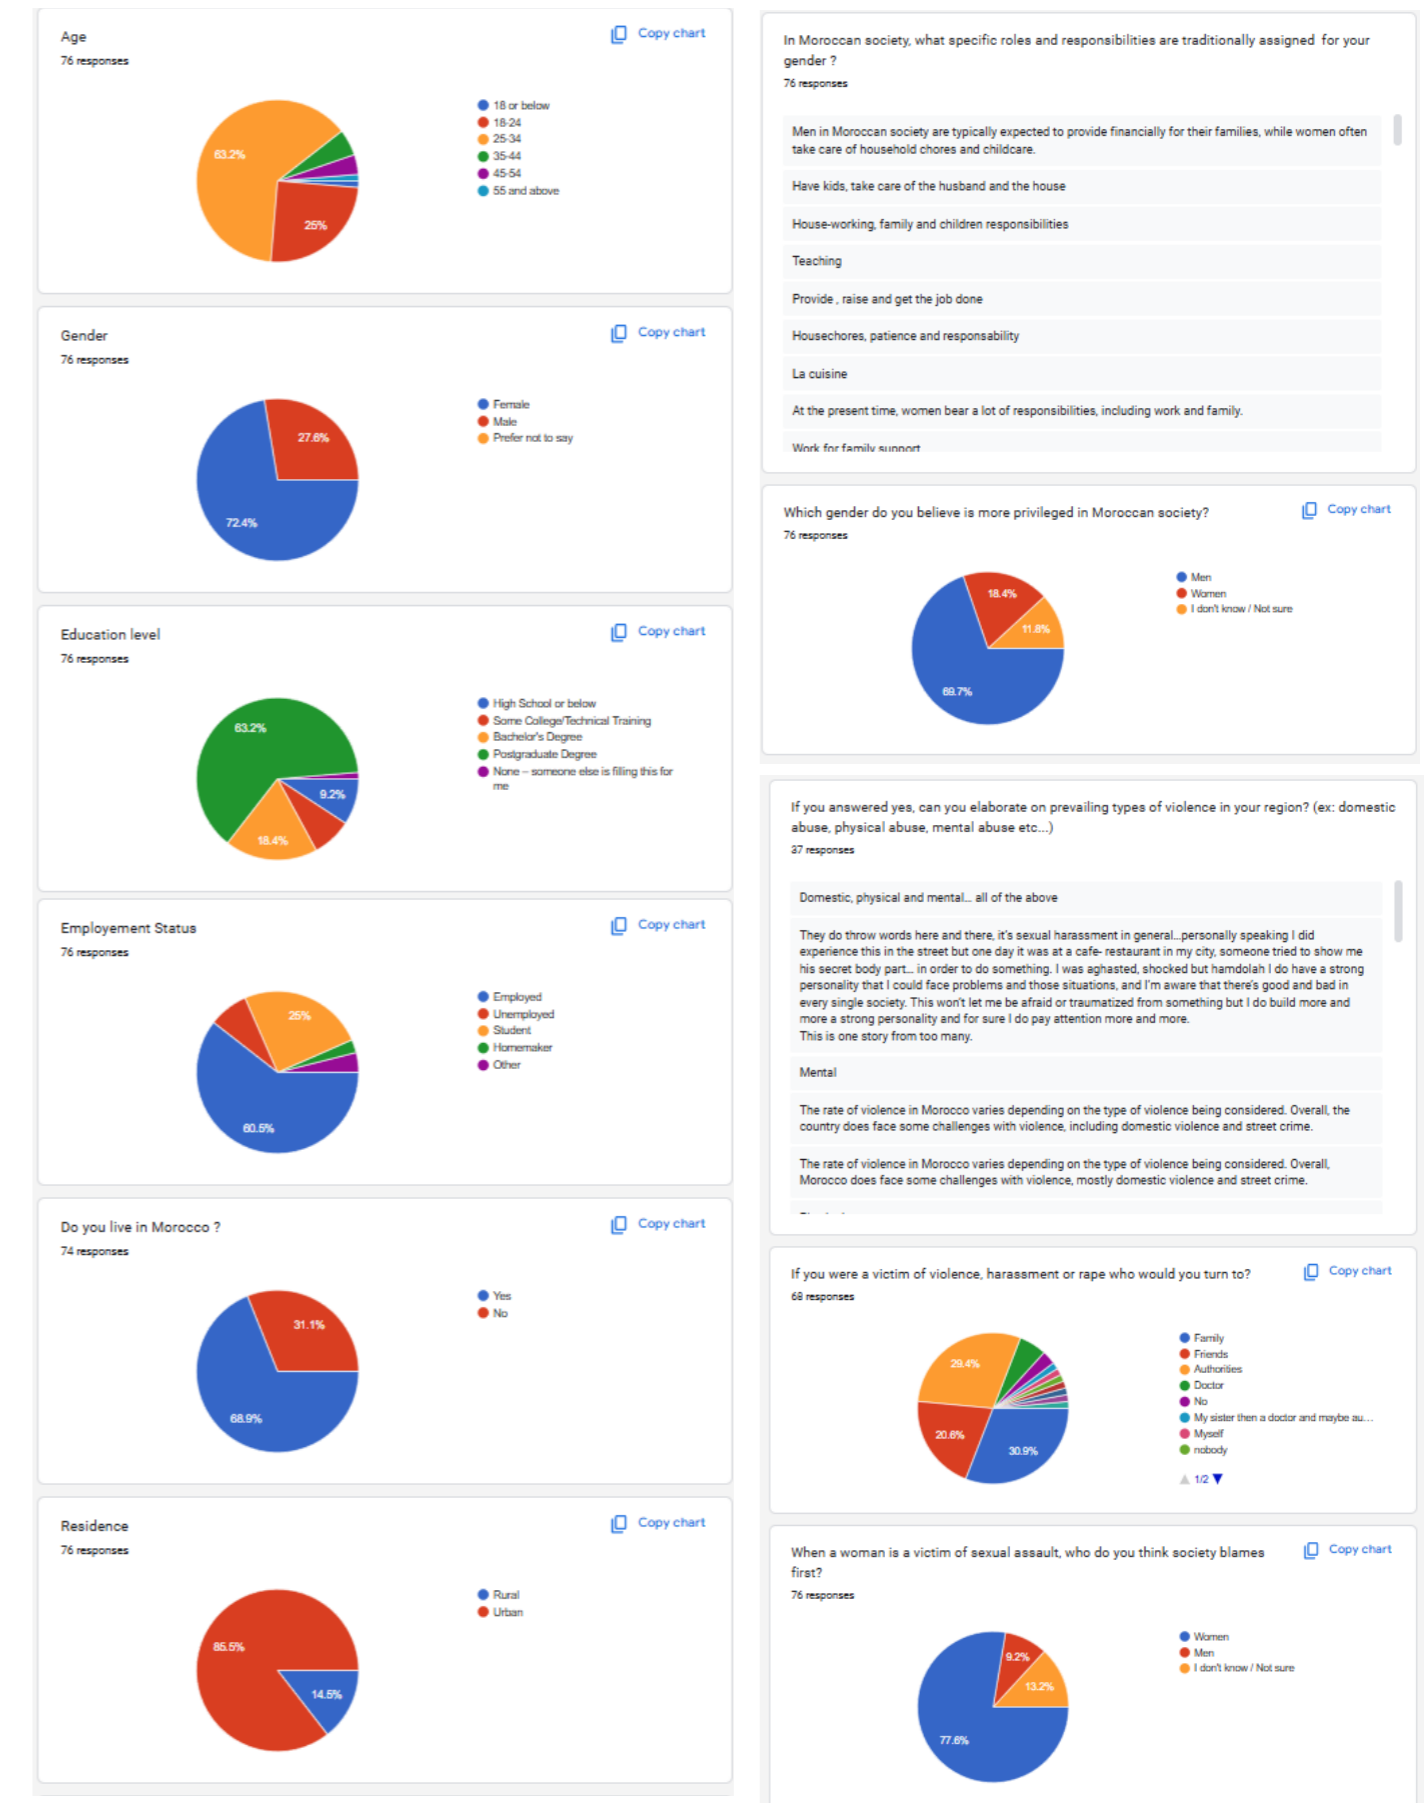 Age
Copy chart
76 responses
63.2%
25%
18 or below
18-24
25-34
35-44
45-54
55 and above
Gender
Copy chart
76 responses
27.6%
72.4%
Female
Male
Prefer not to say
Education level
Copy chart
76 responses
63.2%
9.2%
18.4%
High School or below
Some College/Technical Training
Bachelor's Degree
Postgraduate Degree
None – someone else is filling this for
me
Employement Status
Copy chart
76 responses
25%
60.5%
Employed
Unemployed
Student
Homemaker
Other
Do you live in Morocco ?
Copy chart
74 responses
31.1%
68.9%
Yes
No
Residence
Copy chart
76 responses
85.5%
14.5%
Rural
Urban
In Moroccan society, what specific roles and responsibilities are traditionally assigned for your
gender ?
76 responses
Men in Moroccan society are typically expected to provide financially for their families, while women often
take care of household chores and childcare.
Have kids, take care of the husband and the house
House-working, family and children responsibilities
Teaching
Provide , raise and get the job done
Housechores, patience and responsability
La cuisine
At the present time, women bear a lot of responsibilities, including work and family.
Work for family support
Which gender do you believe is more privileged in Moroccan society?
Copy chart
76 responses
18.4%
11.8%
69.7%
Men
Women
I don't know / Not sure
If you answered yes, can you elaborate on prevailing types of violence in your region? (ex: domestic
abuse, physical abuse, mental abuse etc...)
37 responses
Domestic, physical and mental... all of the above
They do throw words here and there, it's sexual harassment in general...personally speaking I did
experience this in the street but one day it was at a cafe- restaurant in my city, someone tried to show me
his secret body part... in order to do something. I was aghasted, shocked but hamdolah I do have a strong
personality that I could face problems and those situations, and I'm aware that there's good and bad in
every single society. This won't let me be afraid or traumatized from something but I do build more and
more a strong personality and for sure I do pay attention more and more.
This is one story from too many.
Mental
The rate of violence in Morocco varies depending on the type of violence being considered. Overall, the
country does face some challenges with violence, including domestic violence and street crime.
The rate of violence in Morocco varies depending on the type of violence being considered. Overall,
Morocco does face some challenges with violence, mostly domestic violence and street crime.
If you were a victim of violence, harassment or rape who would you turn to?
Copy chart
68 responses
29.4%
20.6%
30.9%
Family
Friends
Authorities
Doctor
No
My sister then a doctor and maybe au...
Myself
nobody
1/2
When a woman is a victim of sexual assault, who do you think society blames
first?
Copy chart
76 responses
9.2%
13.2%
77.6%
Women
Men
I don't know / Not sure